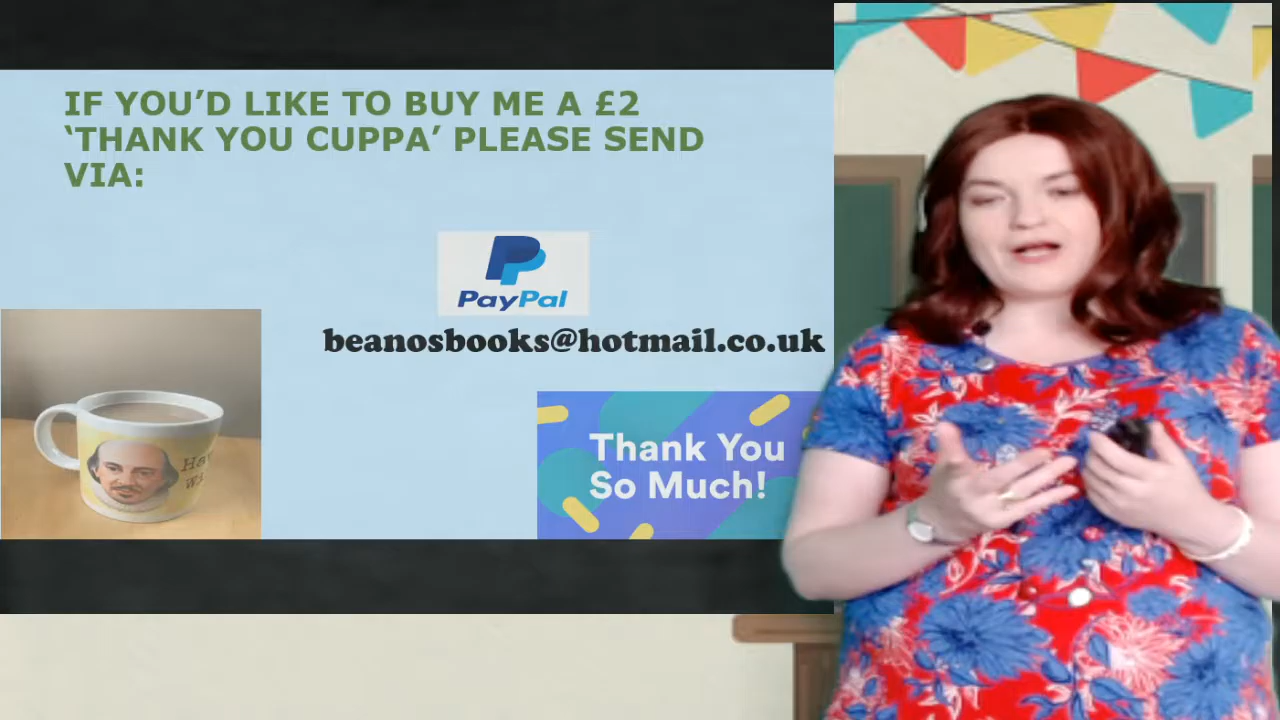 IF YOU’D LIKE TO BUY ME A £2
‘THANK YOU CUPPA’ PLEASE SEND
VIA:
PayPal
beanosbooks@hotmail.co.uk
Thank You
So Much!